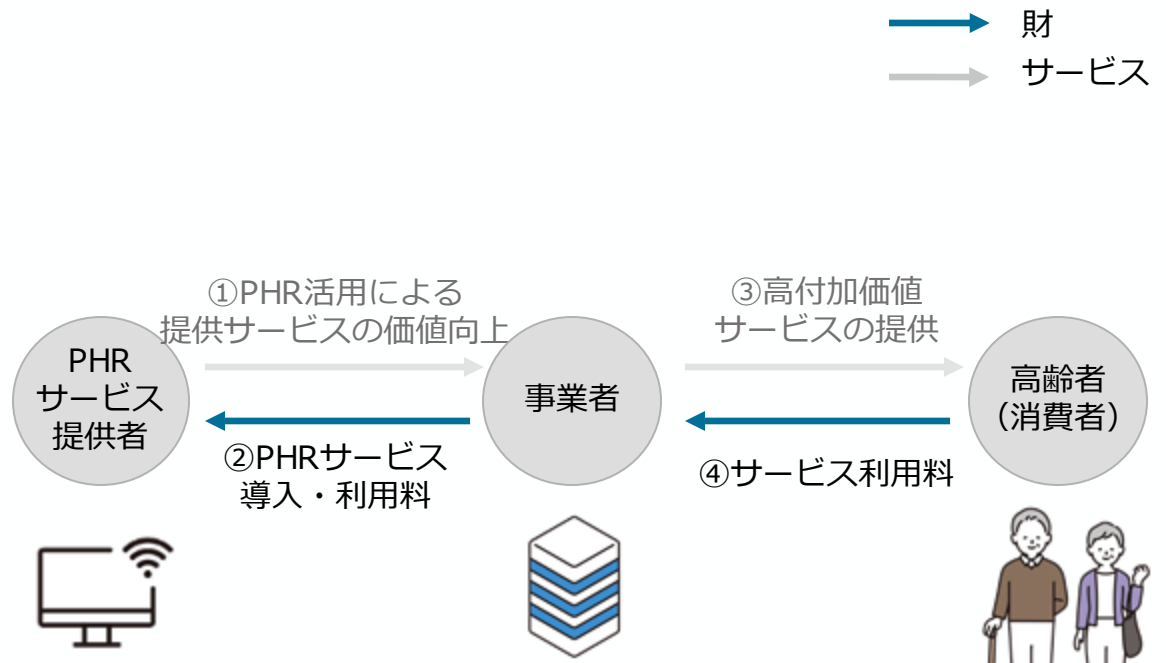 財
サービス
①PHR活用による
提供サービスの価値向上
③高付加価値
サービスの提供
PHR
サービス
提供者
事業者
高齢者
（消費者）
②PHRサービス
導入・利用料
④サービス利用料